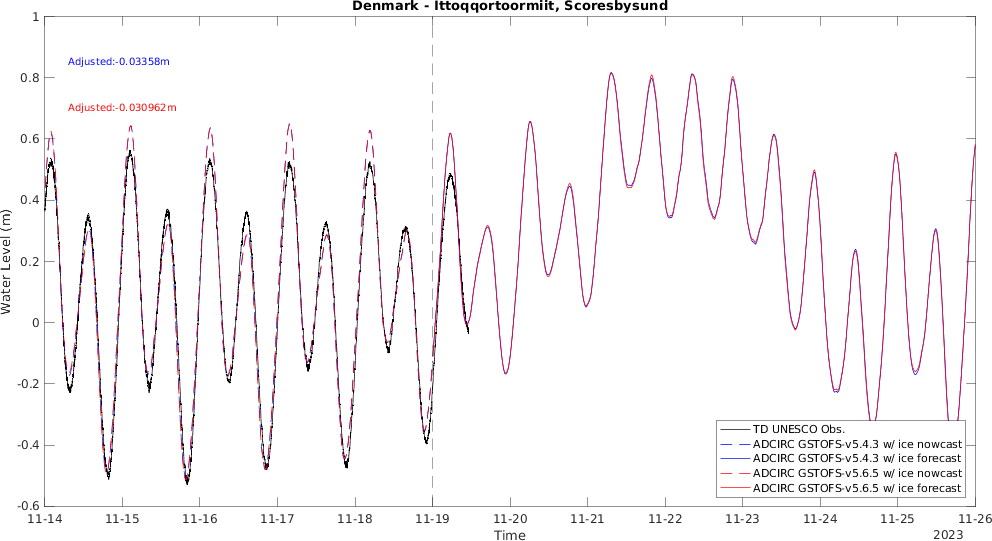 Denmark - Ittoqqortoormiit, Scoresbysund
Adjusted:-0.03358m
Adjusted:-0.030962m
Water Level (m)
1
0.8
0.6
0.4
0.2
0
-0.2
-0.4
-0.6
TD UNESCO Obs.
ADCIRC GSTOFS-v5.4.3 w/ ice nowcast
ADCIRC GSTOFS-v5.4.3 w/ ice forecast
ADCIRC GSTOFS-v5.6.5 w/ ice nowcast
ADCIRC GSTOFS-v5.6.5 w/ ice forecast
11-14 11-15 11-16 11-17 11-18 11-19 11-20 11-21 11-22 11-23 11-24 11-25 11-26
Time
2023